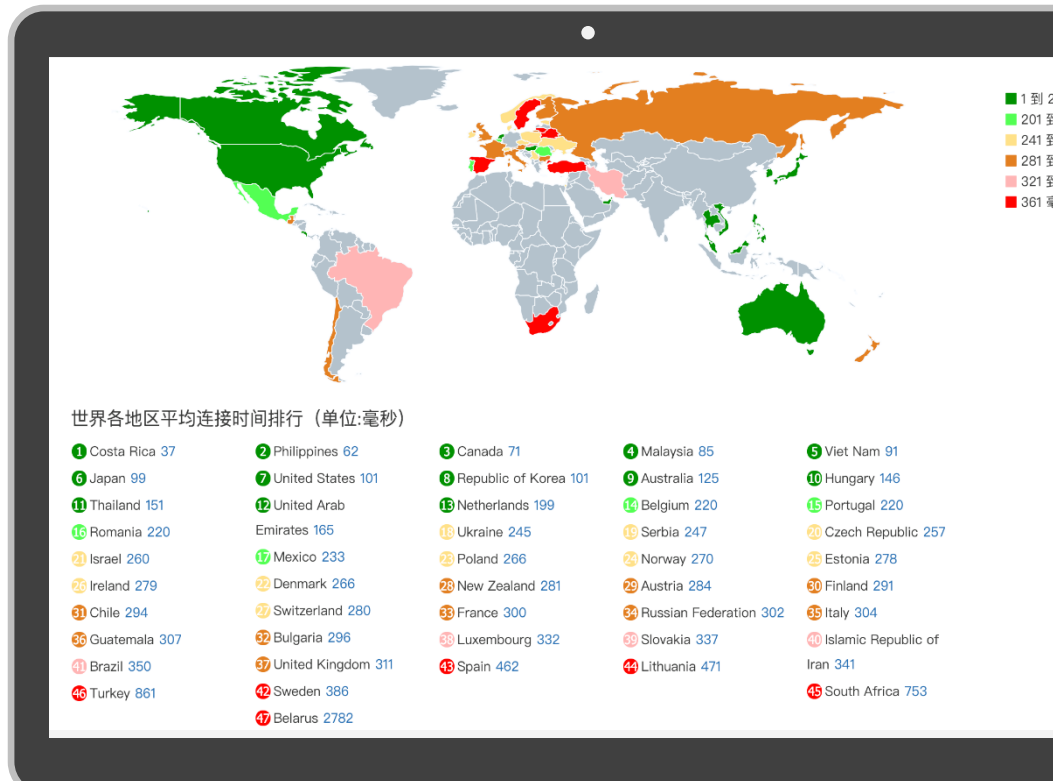 1 到 2
201 到
241 到
281 到
321 到
361 毫
世界各地区平均连接时间排行（单位:毫秒）
1 Costa Rica 37
2 Philippines 62
3 Canada 71
4 Malaysia 85
5 Viet Nam 91
6 Japan 99
7 United States 101
8 Republic of Korea 101
9 Australia 125
10 Hungary 146
11 Thailand 151
12 United Arab
Emirates 165
13 Netherlands 199
14 Belgium 220
15 Portugal 220
16 Romania 220
17 Mexico 233
18 Ukraine 245
19 Serbia 247
20 Czech Republic 257
21 Israel 260
22 Denmark 266
23 Poland 266
24 Norway 270
25 Estonia 278
26 Ireland 279
27 Switzerland 280
28 New Zealand 281
29 Austria 284
30 Finland 291
31 Chile 294
32 Bulgaria 296
33 France 300
34 Russian Federation 302
35 Italy 304
36 Guatemala 307
37 United Kingdom 311
38 Luxembourg 332
39 Slovakia 337
40 Islamic Republic of
Iran 341
41 Brazil 350
42 Sweden 386
43 Spain 462
44 Lithuania 471
45 South Africa 753
46 Turkey 861
47 Belarus 2782